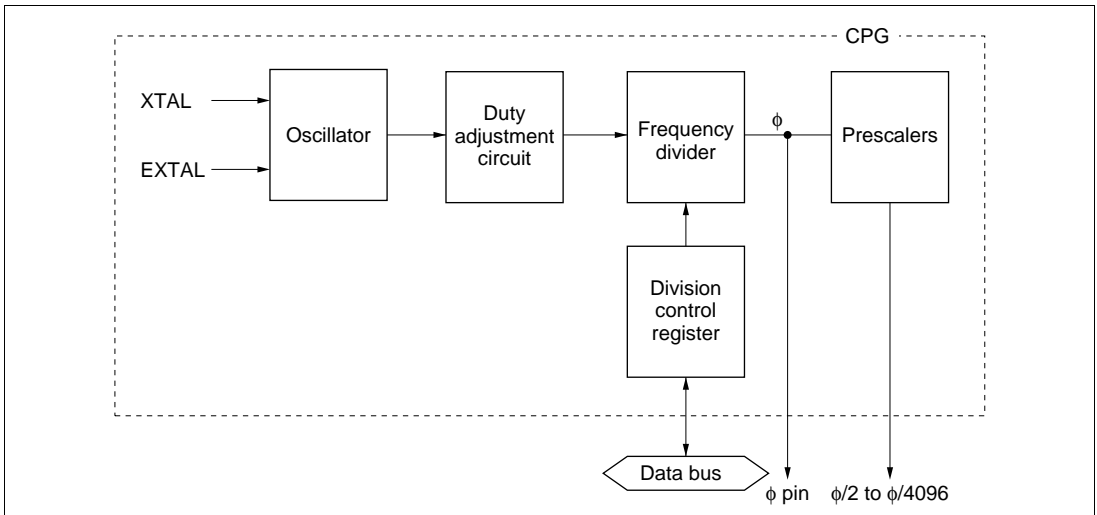 CPG
XTAL
EXTAL
Oscillator
Duty
adjustment
circuit
Frequency
divider
ϕ
Prescalers
Division
control
register
Data bus
ϕ pin
ϕ/2 to ϕ/4096